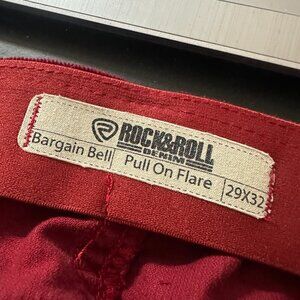 ROCK&ROLL
DENIM
Bargain Bell Pull On Flare 29X32